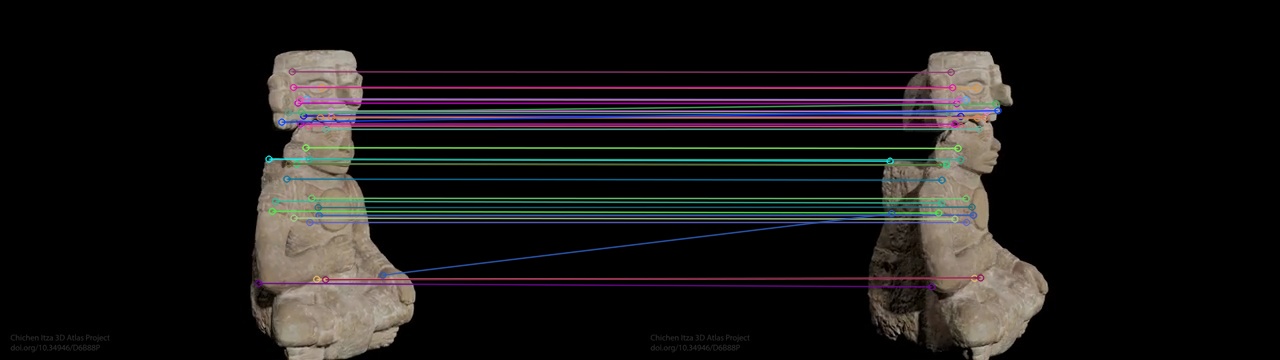 Chichen Itza 3D Atlas Project
doi.org/10.34946/D6B88P
Chichen Itza 3D Atlas Project
doi.org/10.34946/D6B88P